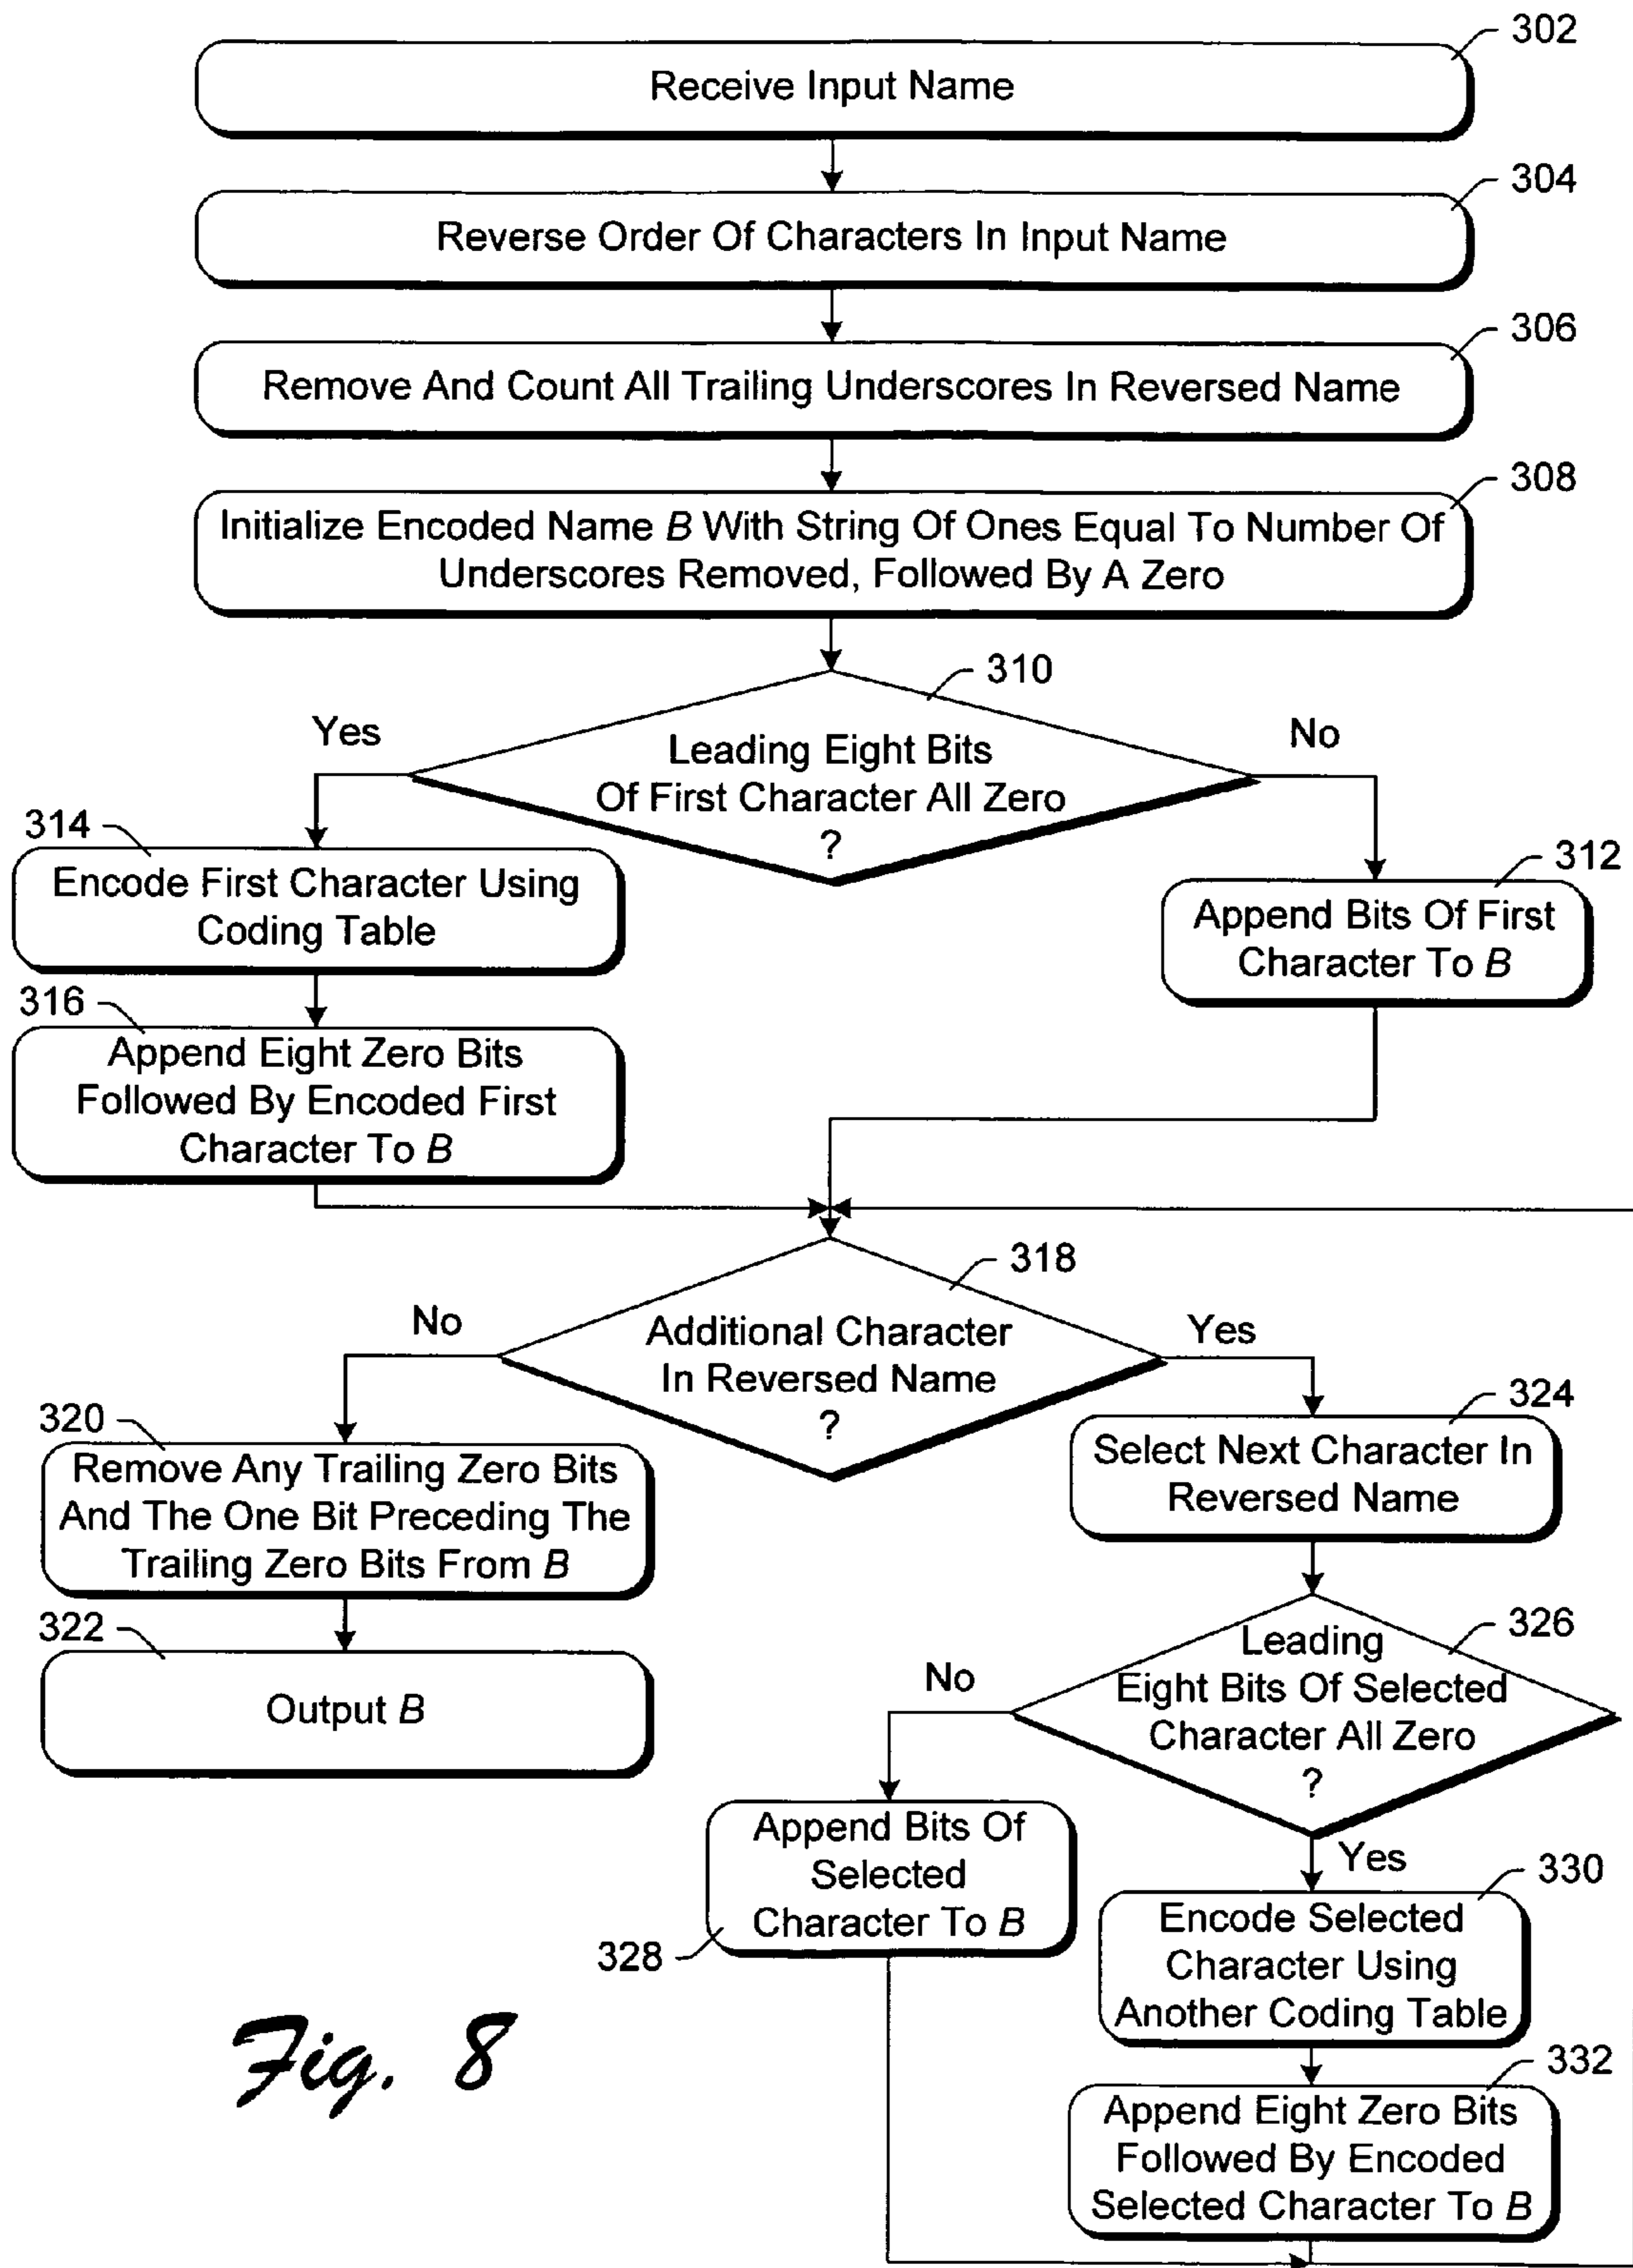 302
Receive Input Name
304
Reverse Order Of Characters In Input Name
306
Remove And Count All Trailing Underscores In Reversed Name
308
Initialize Encoded Name B With String Of Ones Equal To Number Of
Underscores Removed, Followed By A Zero
310
Yes
No
Leading Eight Bits
Of First Character All Zero
?
314
Encode First Character Using
Coding Table
312
Append Bits Of First
Character To B
316
Append Eight Zero Bits
Followed By Encoded First
Character To B
318
No
Yes
Additional Character
In Reversed Name
?
320
Remove Any Trailing Zero Bits
And The One Bit Preceding The
Trailing Zero Bits From B
324
Select Next Character In
Reversed Name
322
Output B
326
No
Leading
Eight Bits Of Selected
Character All Zero
?
Yes
328
Append Bits Of
Selected
Character To B
330
Encode Selected
Character Using
Another Coding Table
332
Append Eight Zero Bits
Followed By Encoded
Selected Character To B
Fig. 8